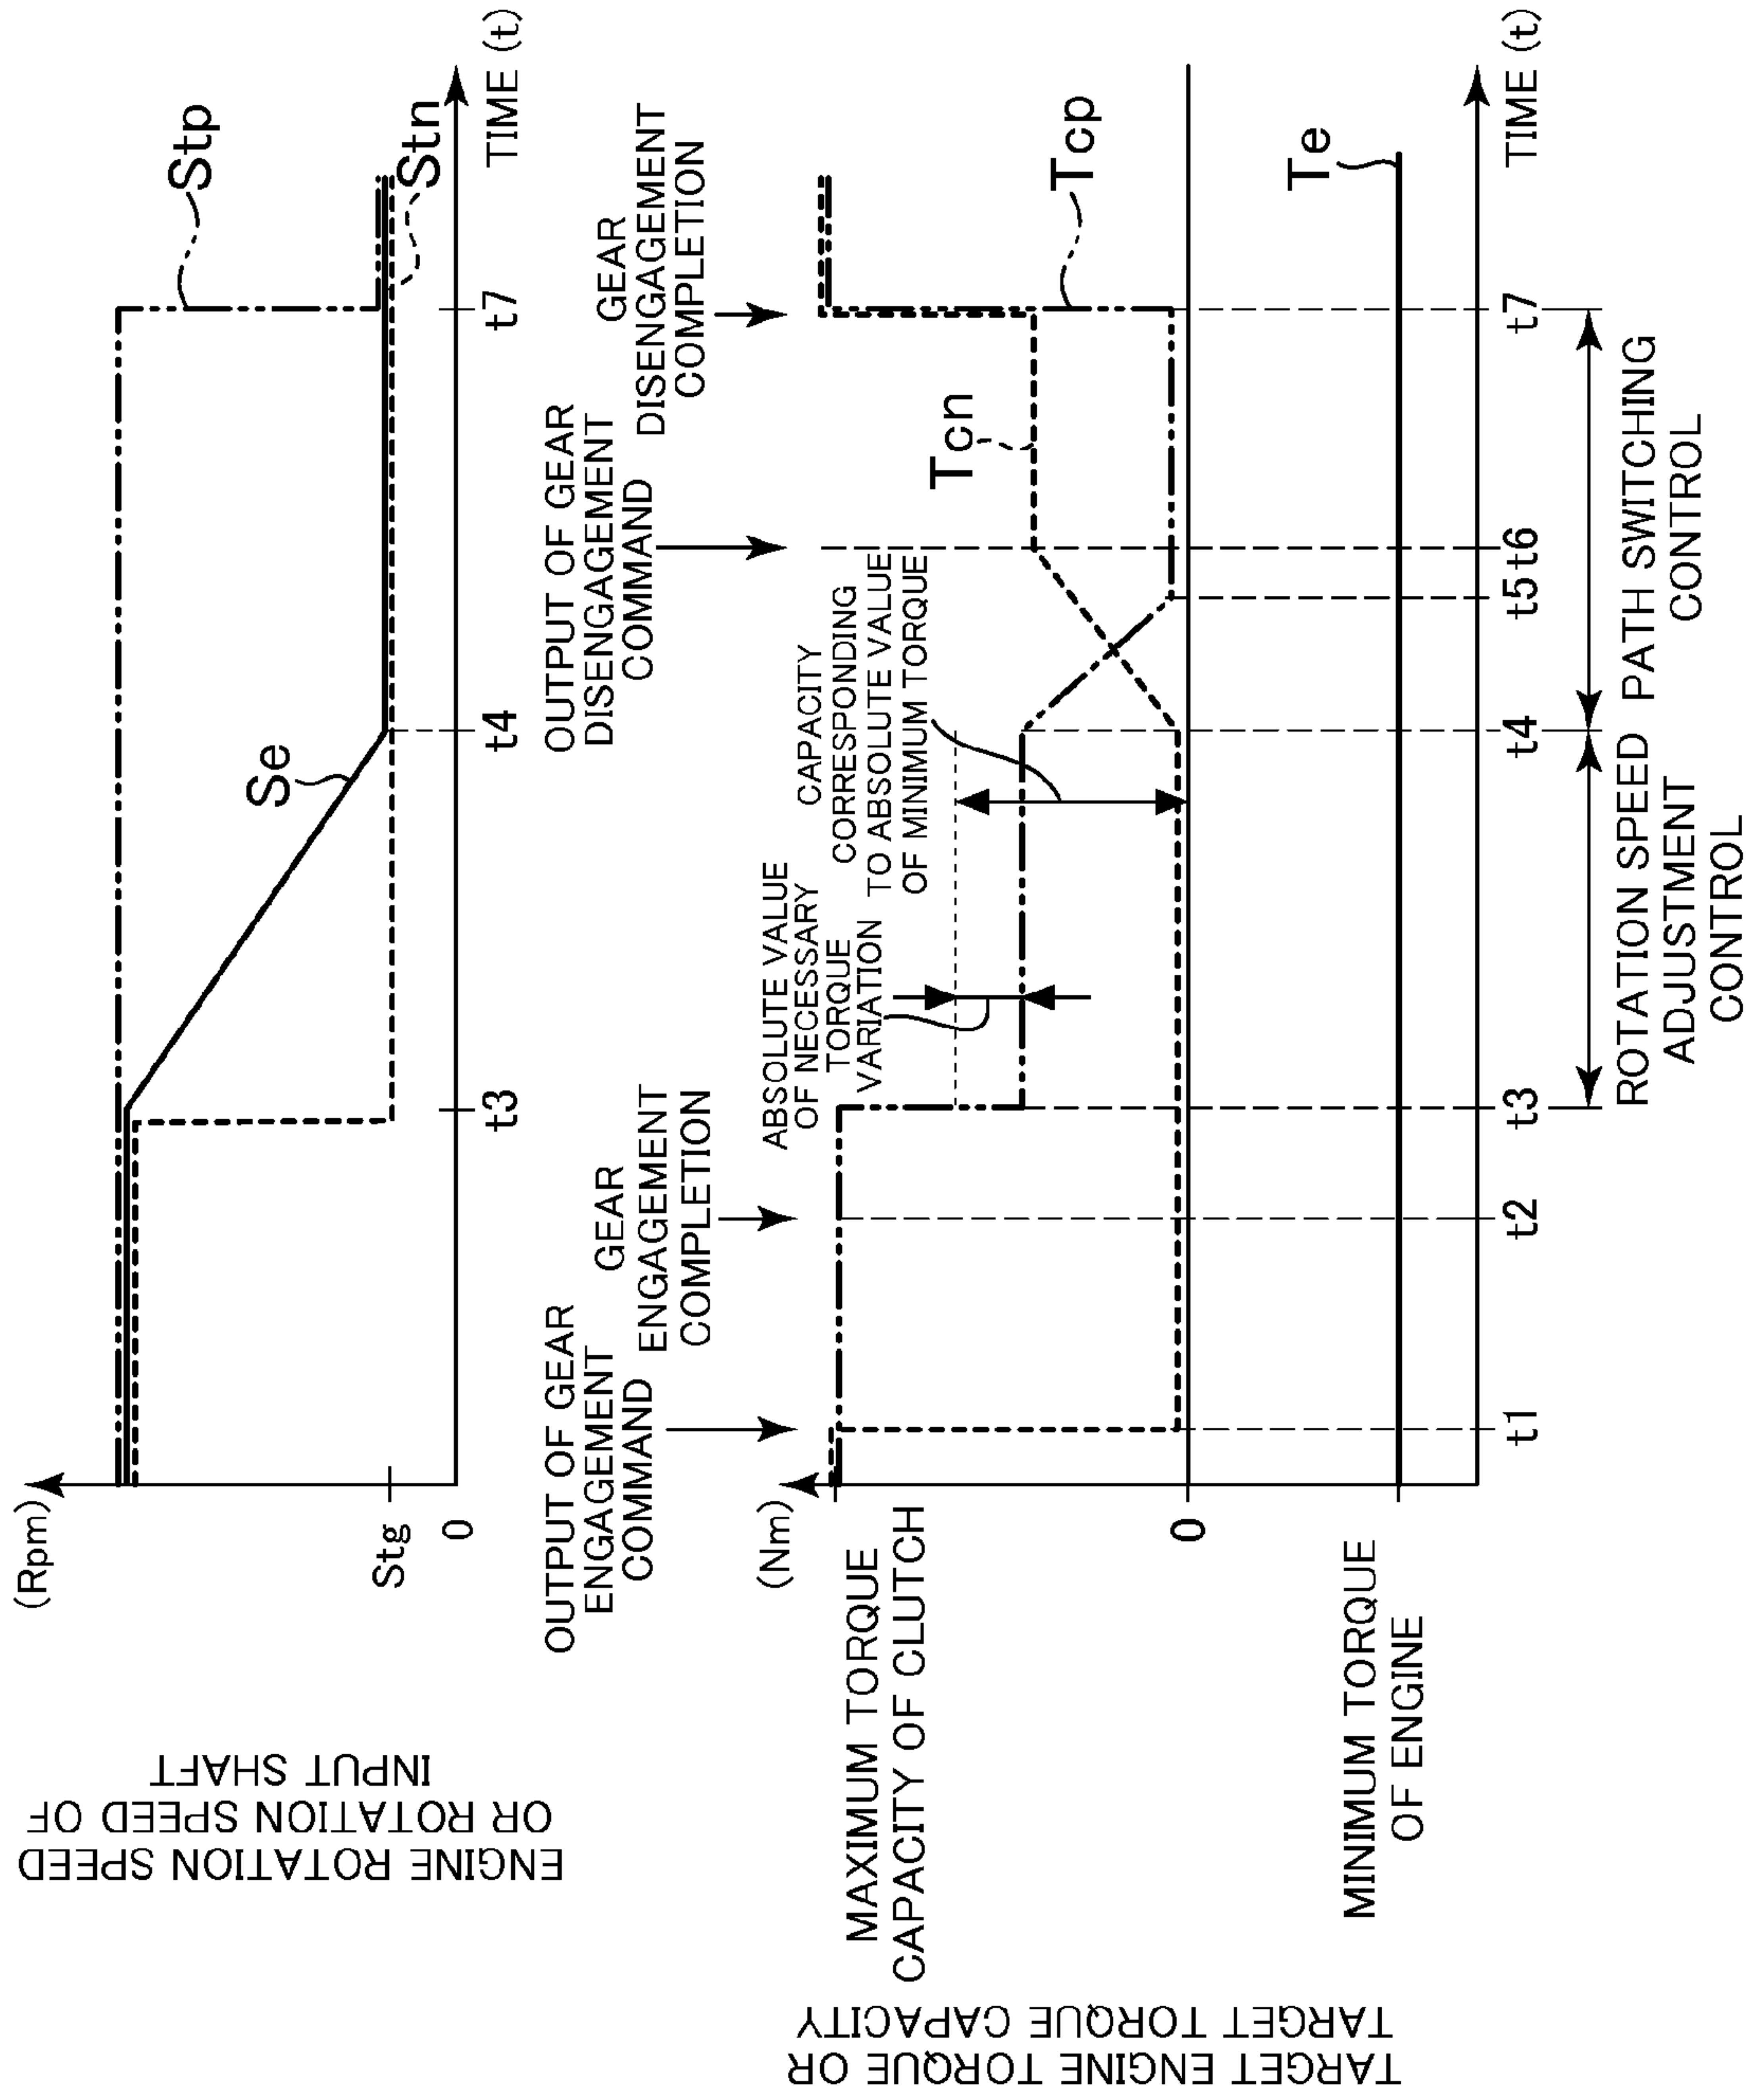 ENGINE ROTATION SPEED
OR ROTATION SPEED OF
INPUT SHAFT
(Rpm)
Stg
0
Se
Stp
Stn
t3
t4
t7
TIME (t)
OUTPUT OF GEAR
ENGAGEMENT
COMMAND
GEAR
ENGAGEMENT
COMPLETION
OUTPUT OF GEAR
DISENGAGEMENT
COMMAND
GEAR
DISENGAGEMENT
COMPLETION
TARGET ENGINE TORQUE OR
TARGET TORQUE CAPACITY
(Nm)
MAXIMUM TORQUE
CAPACITY OF CLUTCH
0
MINIMUM TORQUE
OF ENGINE
ABSOLUTE VALUE
OF NECESSARY
TORQUE
VARIATION
CAPACITY
CORRESPONDING
TO ABSOLUTE VALUE
OF MINIMUM TORQUE
Tcn
Tcp
Te
t1
t2
t3
t4
t5
t6
t7
TIME (t)
ROTATION SPEED
ADJUSTMENT
CONTROL
PATH SWITCHING
CONTROL